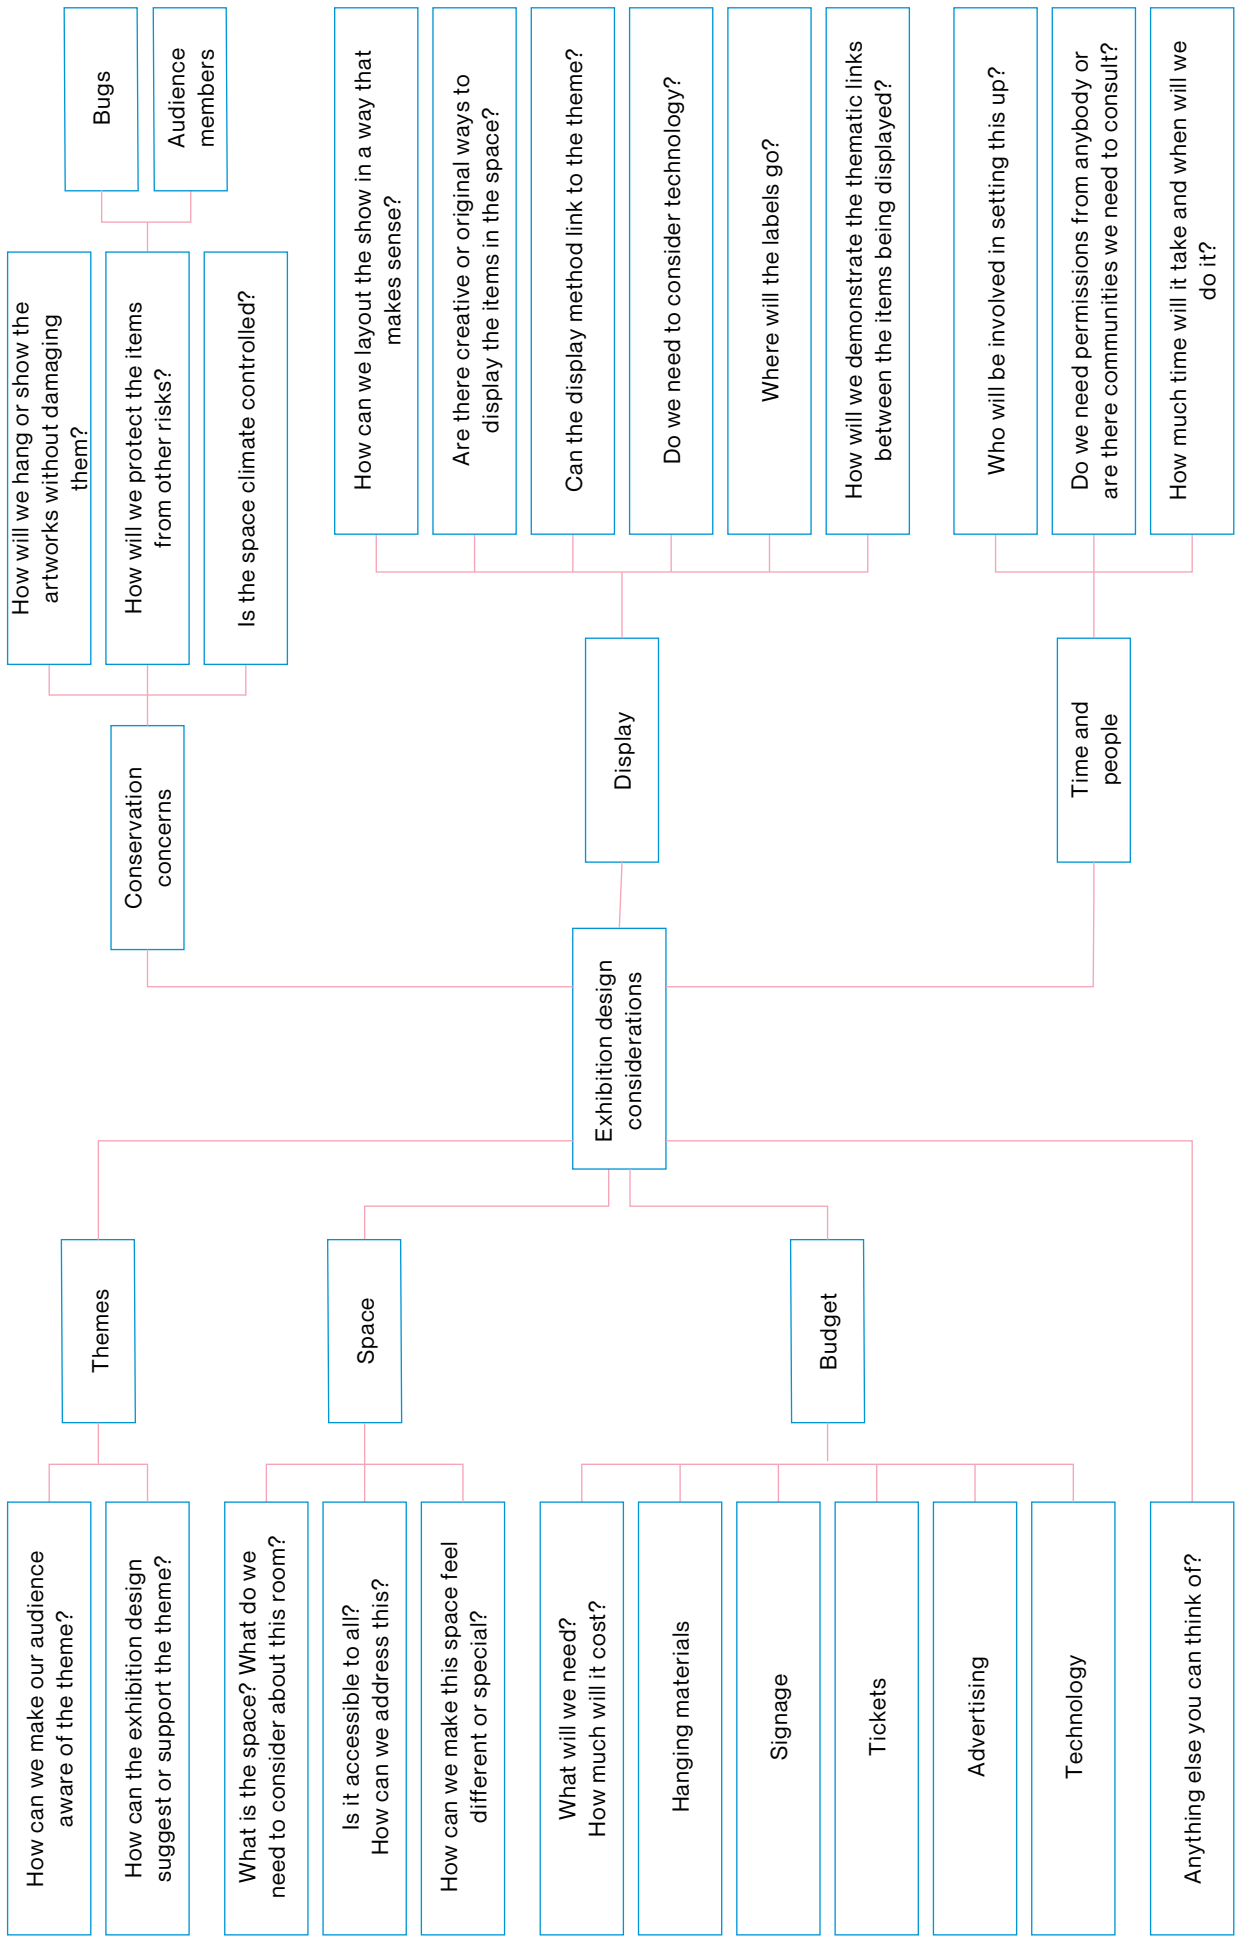 How can we make our audience
aware of the theme?
How can the exhibition design
suggest or support the theme?
Themes
What is the space? What do we
need to consider about this room?
Is it accessible to all?
How can we address this?
How can we make this space feel
different or special?
Space
What will we need?
How much will it cost?
Hanging materials
Signage
Tickets
Advertising
Technology
Budget
Anything else you can think of?
Exhibition design
considerations
Conservation
concerns
How will we hang or show the
artworks without damaging
them?
How will we protect the items
from other risks?
Is the space climate controlled?
Bugs
Audience
members
Display
How can we layout the show in a way that
makes sense?
Are there creative or original ways to
display the items in the space?
Can the display method link to the theme?
Do we need to consider technology?
Where will the labels go?
How will we demonstrate the thematic links
between the items being displayed?
Time and
people
Who will be involved in setting this up?
Do we need permissions from anybody or
are there communities we need to consult?
How much time will it take and when will we
do it?